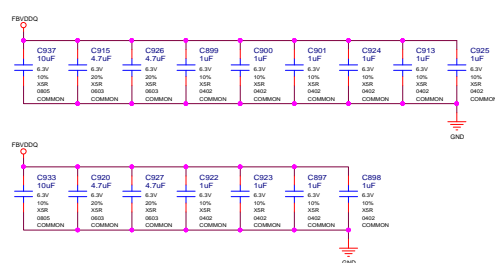 FBVDDQ
C937
10uF
6.3V
10%
X5R
0805
COMMON
C915
4.7uF
6.3V
20%
X5R
0603
COMMON
C926
4.7uF
6.3V
20%
X5R
0603
COMMON
C899
1uF
6.3V
10%
X5R
0402
COMMON
C900
1uF
6.3V
10%
X5R
0402
COMMON
C901
1uF
6.3V
10%
X5R
0402
COMMON
C924
1uF
6.3V
10%
X5R
0402
COMMON
C913
1uF
6.3V
10%
X5R
0402
COMMON
C925
1uF
6.3V
10%
X5R
0402
COMMON
GND
FBVDDQ
C933
10uF
6.3V
10%
X5R
0805
COMMON
C920
4.7uF
6.3V
20%
X5R
0603
COMMON
C927
4.7uF
6.3V
20%
X5R
0603
COMMON
C922
1uF
6.3V
10%
X5R
0402
COMMON
C923
1uF
6.3V
10%
X5R
0402
COMMON
C897
1uF
6.3V
10%
X5R
0402
COMMON
C898
1uF
6.3V
10%
X5R
0402
COMMON
GND